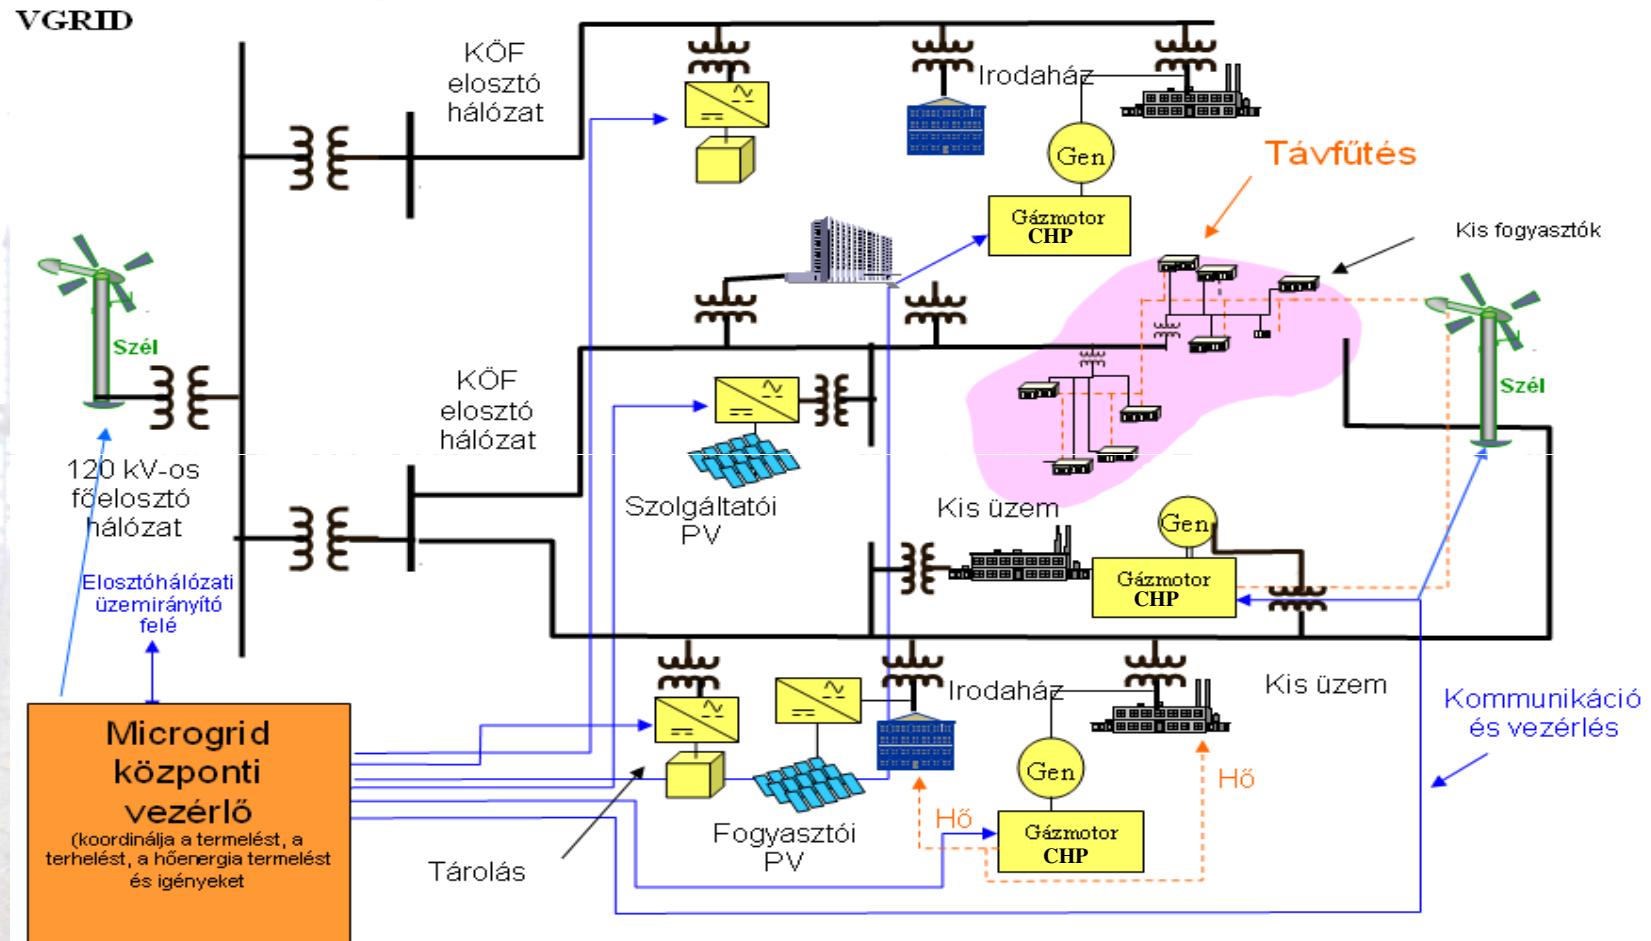 VGRID
KÖF
elosztó
hálózat
Irodaház
Gen
Távfűtés
Gázmotor
CHP
Kis fogyasztók
Szél
KÖF
elosztó
hálózat
Szél
120 kV-os
főelosztó
hálózat
Szolgáltatói
PV
Kis üzem
Gen
Gázmotor
CHP
Elosztóhálózati
üzemirányító
felé
Irodaház
Kis üzem
Kommunikáció
és vezérlés
Microgrid
központi
vezérlő
(koordinálja a termelést, a
terhelést, a hőenergia termelést
és igényeket
Gen
Hő
Hő
Fogyasztói
PV
Gázmotor
CHP
Tárolás